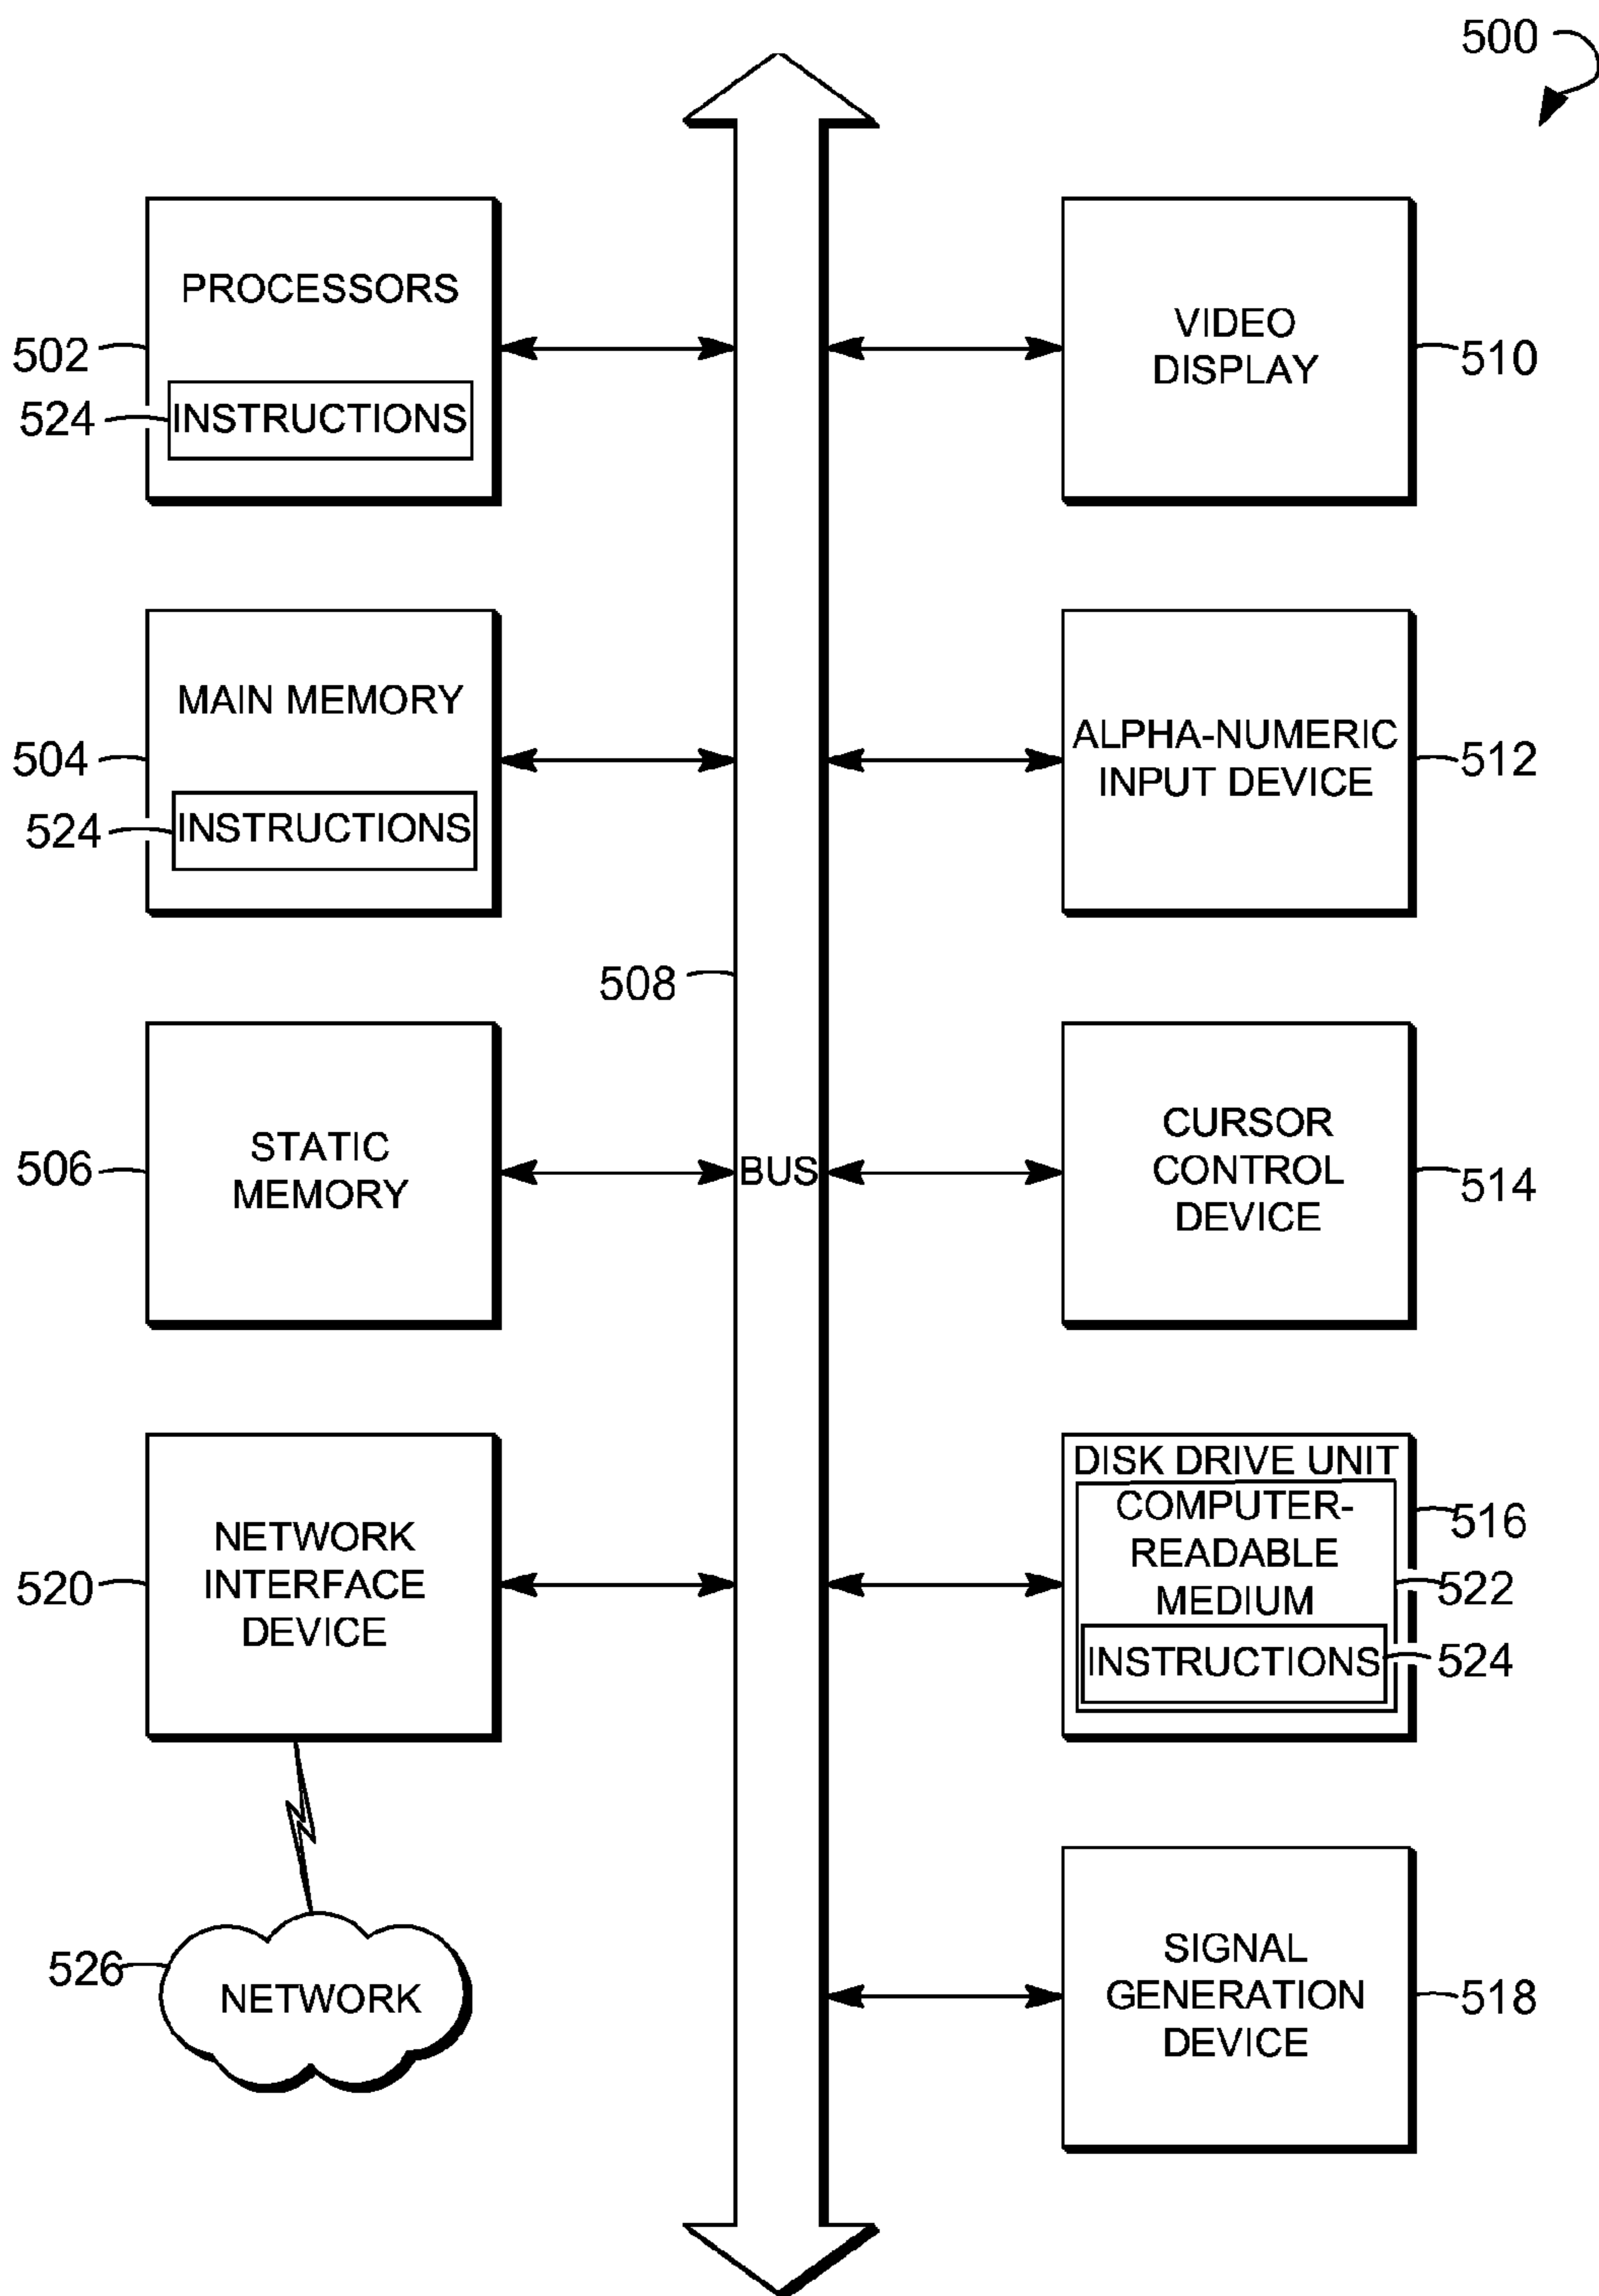 500
PROCESSORS
502
524
INSTRUCTIONS
VIDEO
DISPLAY
510
MAIN MEMORY
504
524
INSTRUCTIONS
ALPHA-NUMERIC
INPUT DEVICE
512
508
STATIC
MEMORY
506
BUS
CURSOR
CONTROL
DEVICE
514
NETWORK
INTERFACE
DEVICE
520
DISK DRIVE UNIT
COMPUTER-
READABLE
MEDIUM
INSTRUCTIONS
516
522
524
526
NETWORK
SIGNAL
GENERATION
DEVICE
518